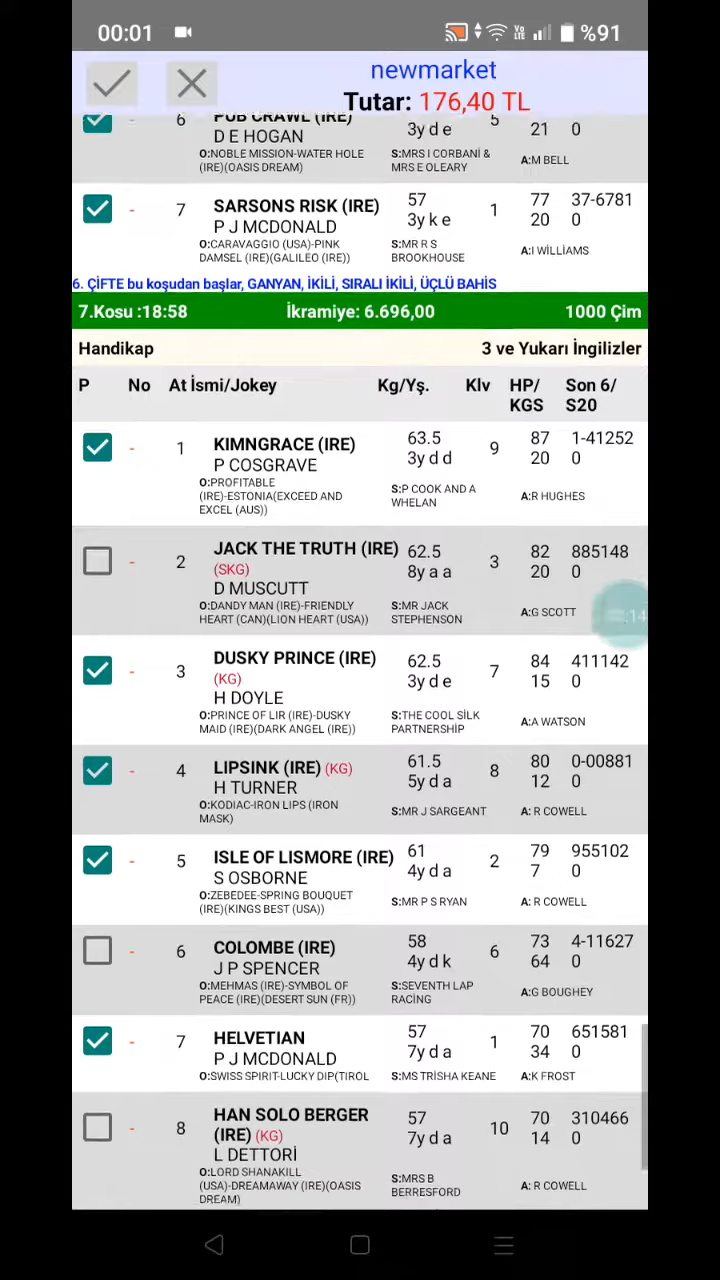 00:01 Vo LTE %91
newmarket
Tutar: 176,40 TL
6 PUB CRAWL (IRE) 5
D E HOGAN 3y d e 21 0
O:NOBLE MISSION-WATER HOLE S:MRS I CORBANİ & A:M BELL
(IRE)(OASIS DREAM) MRS E OLEARY
- 7 SARSONS RISK (IRE) 57 1 77 37-6781
P J MCDONALD 3y k e 20 0
O:CARAVAGGIO (USA)-PINK S:MR R S A:I WİLLİAMS
DAMSEL (IRE)(GALILEO (IRE)) BROOKHOUSE
6. ÇİFTE bu koşudan başlar, GANYAN, İKİLİ, SIRALI İKİLİ, ÜÇLÜ BAHİS
7.Kosu :18:58 İkramiye: 6.696,00 1000 Çim
Handikap 3 ve Yukarı İngilizler
P No At İsmi/Jokey Kg/Yş. Klv HP/ Son 6/
KGS S20
- 1 KIMNGRACE (IRE) 63.5 9 87 1-41252
P COSGRAVE 3y d d 20 0
O:PROFITABLE S:P COOK AND A A:R HUGHES
(IRE)-ESTONIA(EXCEED AND WHELAN
EXCEL (AUS))
- 2 JACK THE TRUTH (IRE) 62.5 3 82 885148
(SKG) 8y a a 20 0
D MUSCUTT
O:DANDY MAN (IRE)-FRIENDLY S:MR JACK A:G SCOTT
HEART (CAN)(LION HEART (USA)) STEPHENSON
:14
- 3 DUSKY PRINCE (IRE) 62.5 7 84 411142
(KG) 3y d e 15 0
H DOYLE
O:PRINCE OF LIR (IRE)-DUSKY S:THE COOL SİLK A:A WATSON
MAID (IRE)(DARK ANGEL (IRE)) PARTNERSHİP
- 4 LIPSINK (IRE) (KG) 61.5 8 80 0-00881
H TURNER 5y d a 12 0
O:KODIAC-IRON LIPS (IRON S:MR J SARGEANT A: R COWELL
MASK)
- 5 ISLE OF LISMORE (IRE) 61 2 79 955102
S OSBORNE 4y d a 7 0
O:ZEBEDEE-SPRING BOUQUET S:MR P S RYAN A: R COWELL
(IRE)(KINGS BEST (USA))
- 6 COLOMBE (IRE) 58 6 73 4-11627
J P SPENCER 4y d k 64 0
O:MEHMAS (IRE)-SYMBOL OF S:SEVENTH LAP A:G BOUGHEY
PEACE (IRE)(DESERT SUN (FR)) RACİNG
- 7 HELVETIAN 57 1 70 651581
P J MCDONALD 7y d a 34 0
O:SWISS SPIRIT-LUCKY DIP(TIROL S:MS TRİSHA KEANE A:K FROST
- 8 HAN SOLO BERGER 57 10 70 310466
(IRE) (KG) 7y d a 14 0
L DETTORİ
O:LORD SHANAKILL S:MRS B A: R COWELL
(USA)-DREAMAWAY (IRE)(OASIS BERRESFORD
DREAM)